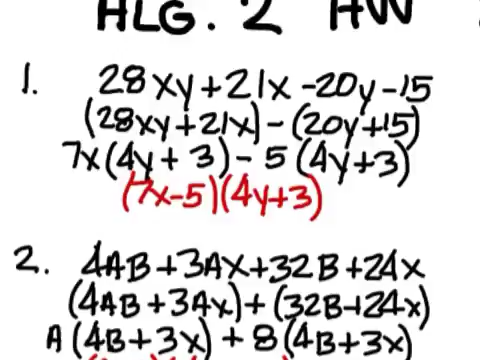 ALG. 2 HW
1. 28xy+21x-20y-15
(28xy+21x)-(20y+15)
7x(4y+3)-5(4y+3)
(7x-5)(4y+3)
2. 4AB+3AX+32B+24x
(4AB+3Ax)+(32B+24x)
A(4B+3x)+8(4B+3x)